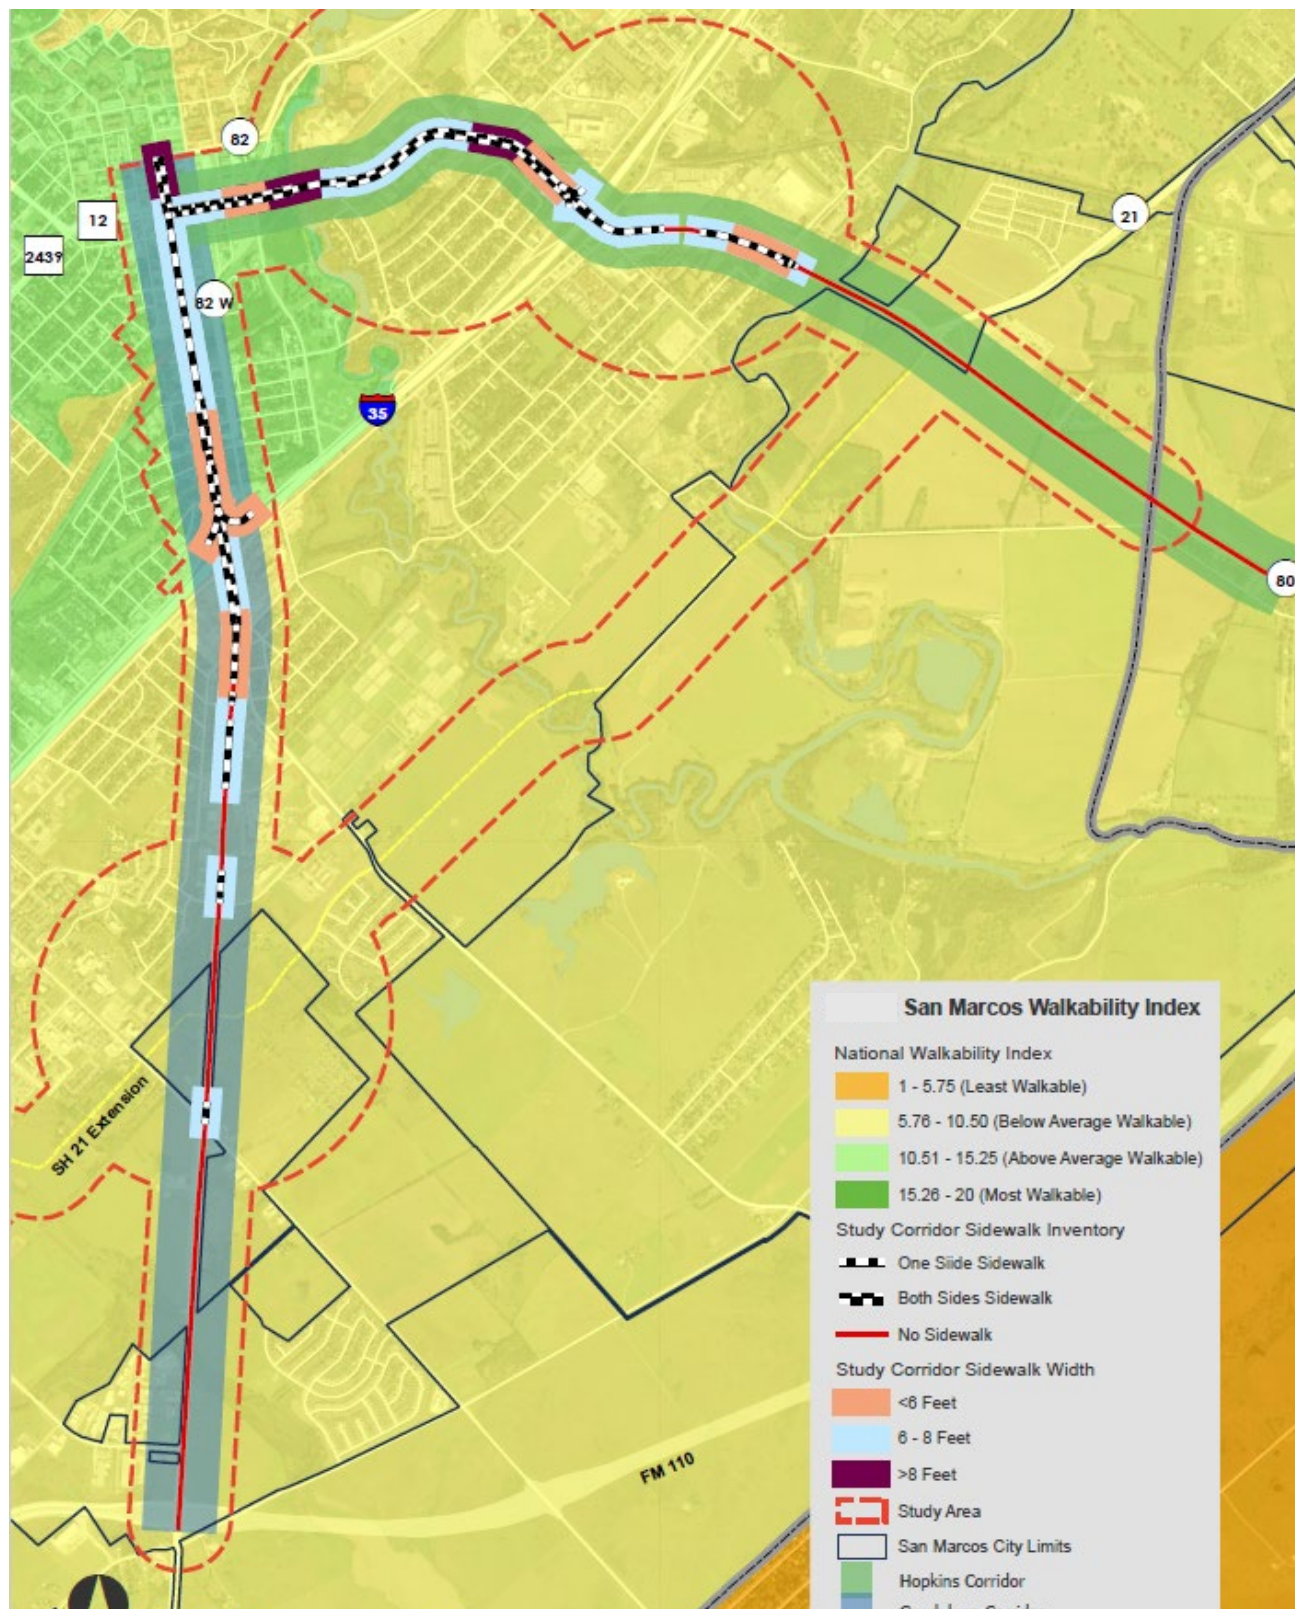 82
12
21
2439
82 W
35
80
SH 21 Extension
FM 110
San Marcos Walkability Index
National Walkability Index
1 - 5.75 (Least Walkable)
5.76 - 10.50 (Below Average Walkable)
10.51 - 15.25 (Above Average Walkable)
15.26 - 20 (Most Walkable)
Study Corridor Sidewalk Inventory
One Siide Sidewalk
Both Sides Sidewalk
No Sidewalk
Study Corridor Sidewalk Width
<6 Feet
6 - 8 Feet
>8 Feet
Study Area
San Marcos City Limits
Hopkins Corridor